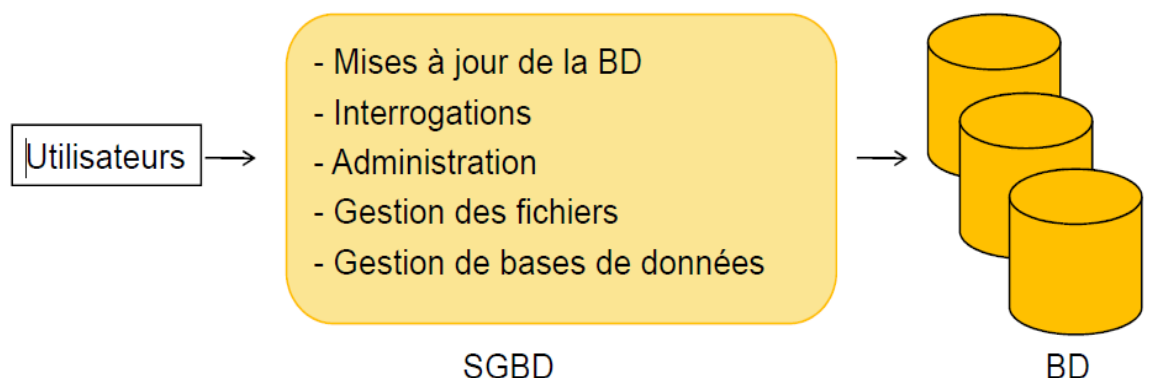 Utilisateurs
- Mises à jour de la BD
- Interrogations
- Administration
- Gestion des fichiers
- Gestion de bases de données
SGBD
BD